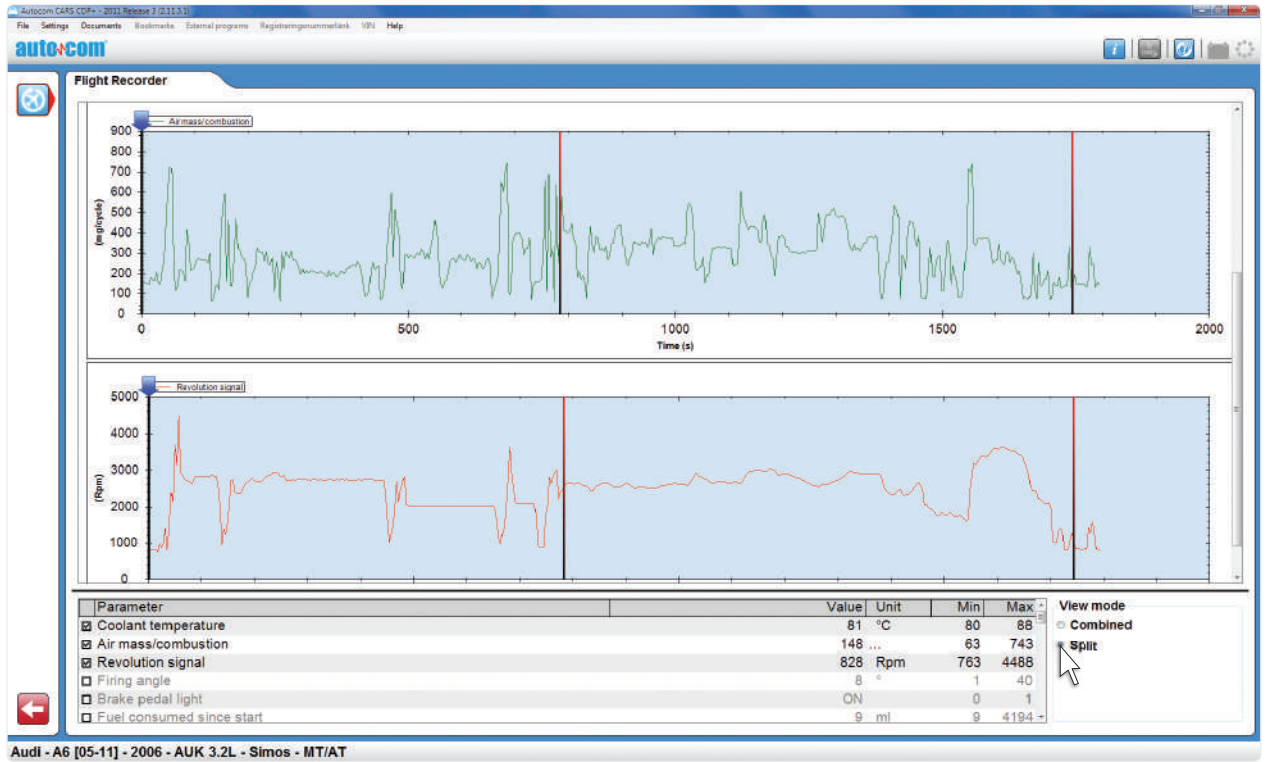 Autocom CARS CDP+ - 2011 Release 3 (2.11.3.1)
File Settings Documents Bookmarks External programs Registreringsnummerlänk VIN Help
auto com
Flight Recorder
Air mass/combustion
900
800
700
600
500
400
300
200
100
0
(mg/cycle)
0 500 1000 1500 2000
Time (s)
Revolution signal
5000
4000
3000
2000
1000
0
(Rpm)
Parameter Value Unit Min Max
Coolant temperature 81 °C 80 88
Air mass/combustion 148 ... 63 743
Revolution signal 828 Rpm 763 4488
Firing angle 8 ° 1 40
Brake pedal light ON 0 1
Fuel consumed since start 9 ml 9 4194
View mode
Combined
Split
Audi - A6 [05-11] - 2006 - AUK 3.2L - Simos - MT/AT